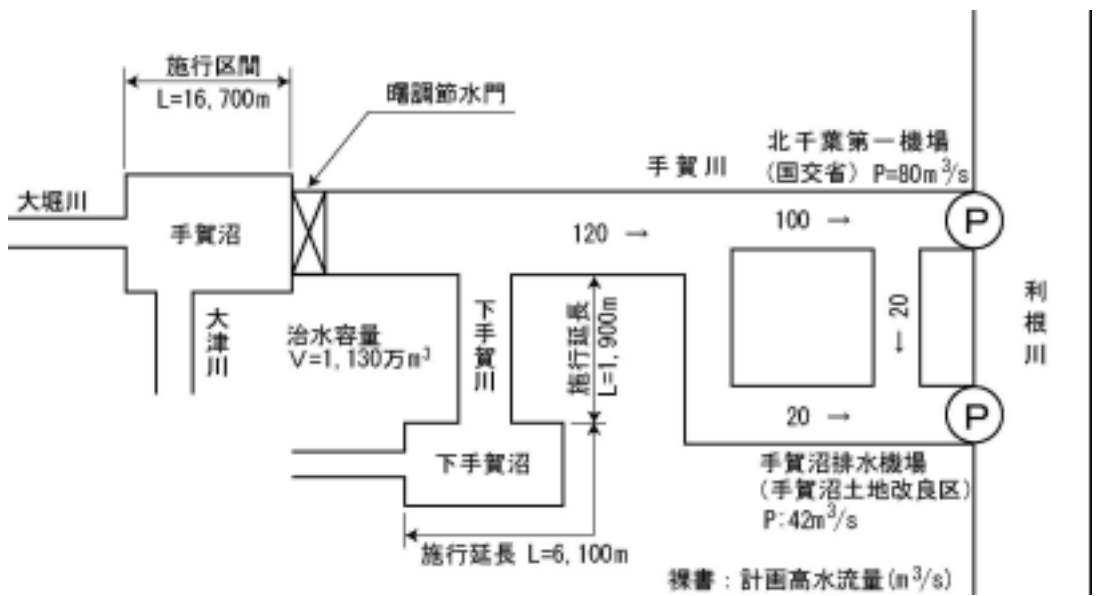 施行区間
L=16,700m
曙調節水門
北千葉第一機場
(国交省) P=80m³/s
手賀川
大堀川
手賀沼
120 →
100 →
P
大津川
治水容量
V=1,130万m³
下手賀川
施行延長
L=1,900m
20 →
利根川
20 →
P
下手賀沼
手賀沼排水機場
(手賀沼土地改良区)
P:42m³/s
施行延長 L=6,100m
裸書:計画高水流量(m³/s)